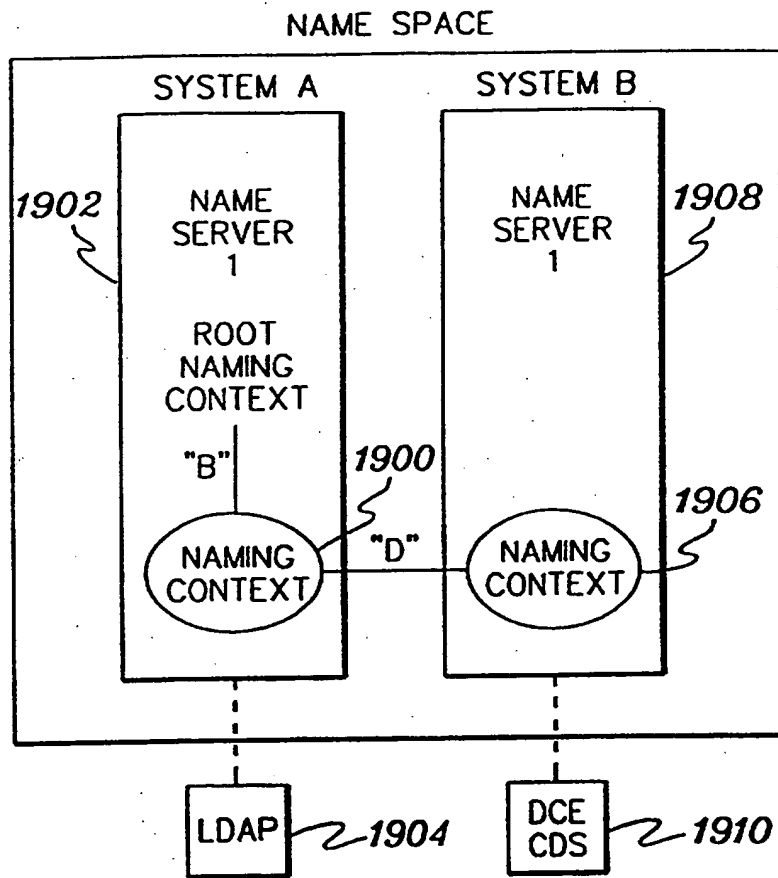 NAME SPACE
SYSTEM A
SYSTEM B
1902
NAME
SERVER
1
NAME
SERVER
1
1908
ROOT
NAMING
CONTEXT
"B"
1900
1906
NAMING
CONTEXT
"D"
NAMING
CONTEXT
LDAP
1904
DCE
CDS
1910